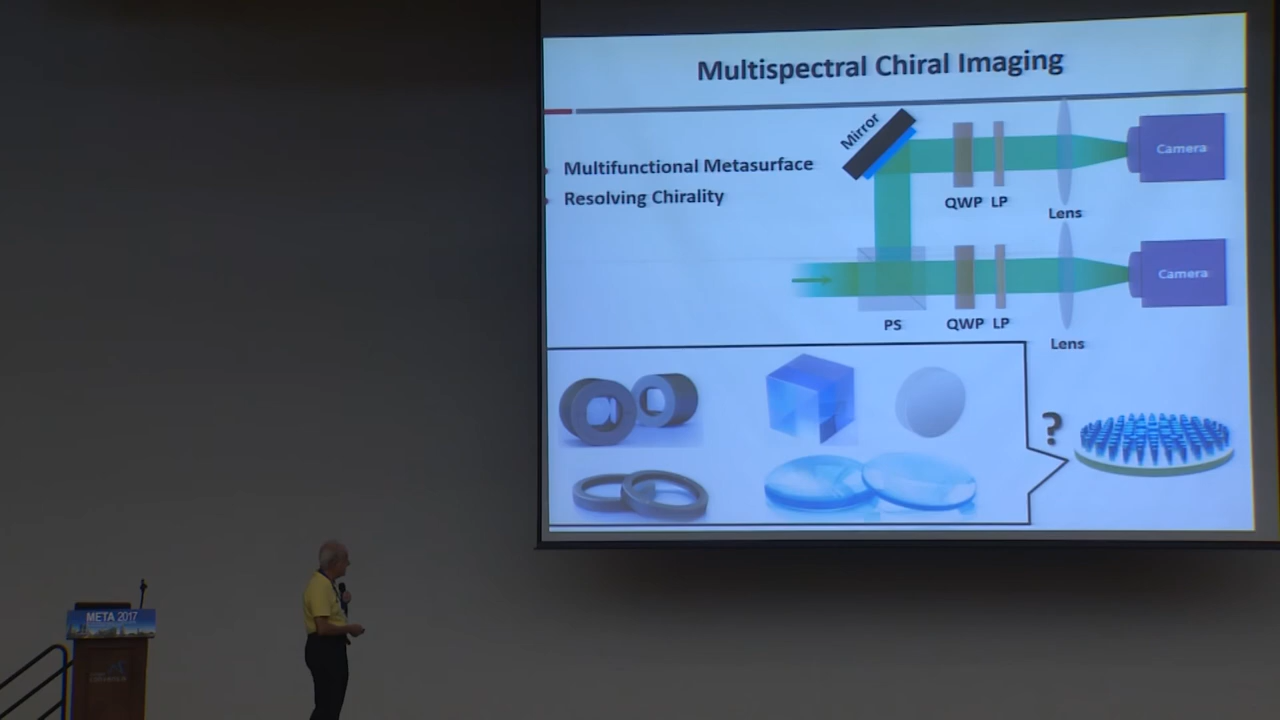 Multispectral Chiral Imaging
Multifunctional Metasurface
Resolving Chirality
Mirror
QWP
LP
Lens
Camera
PS
QWP
LP
Lens
Camera
?
META 2017